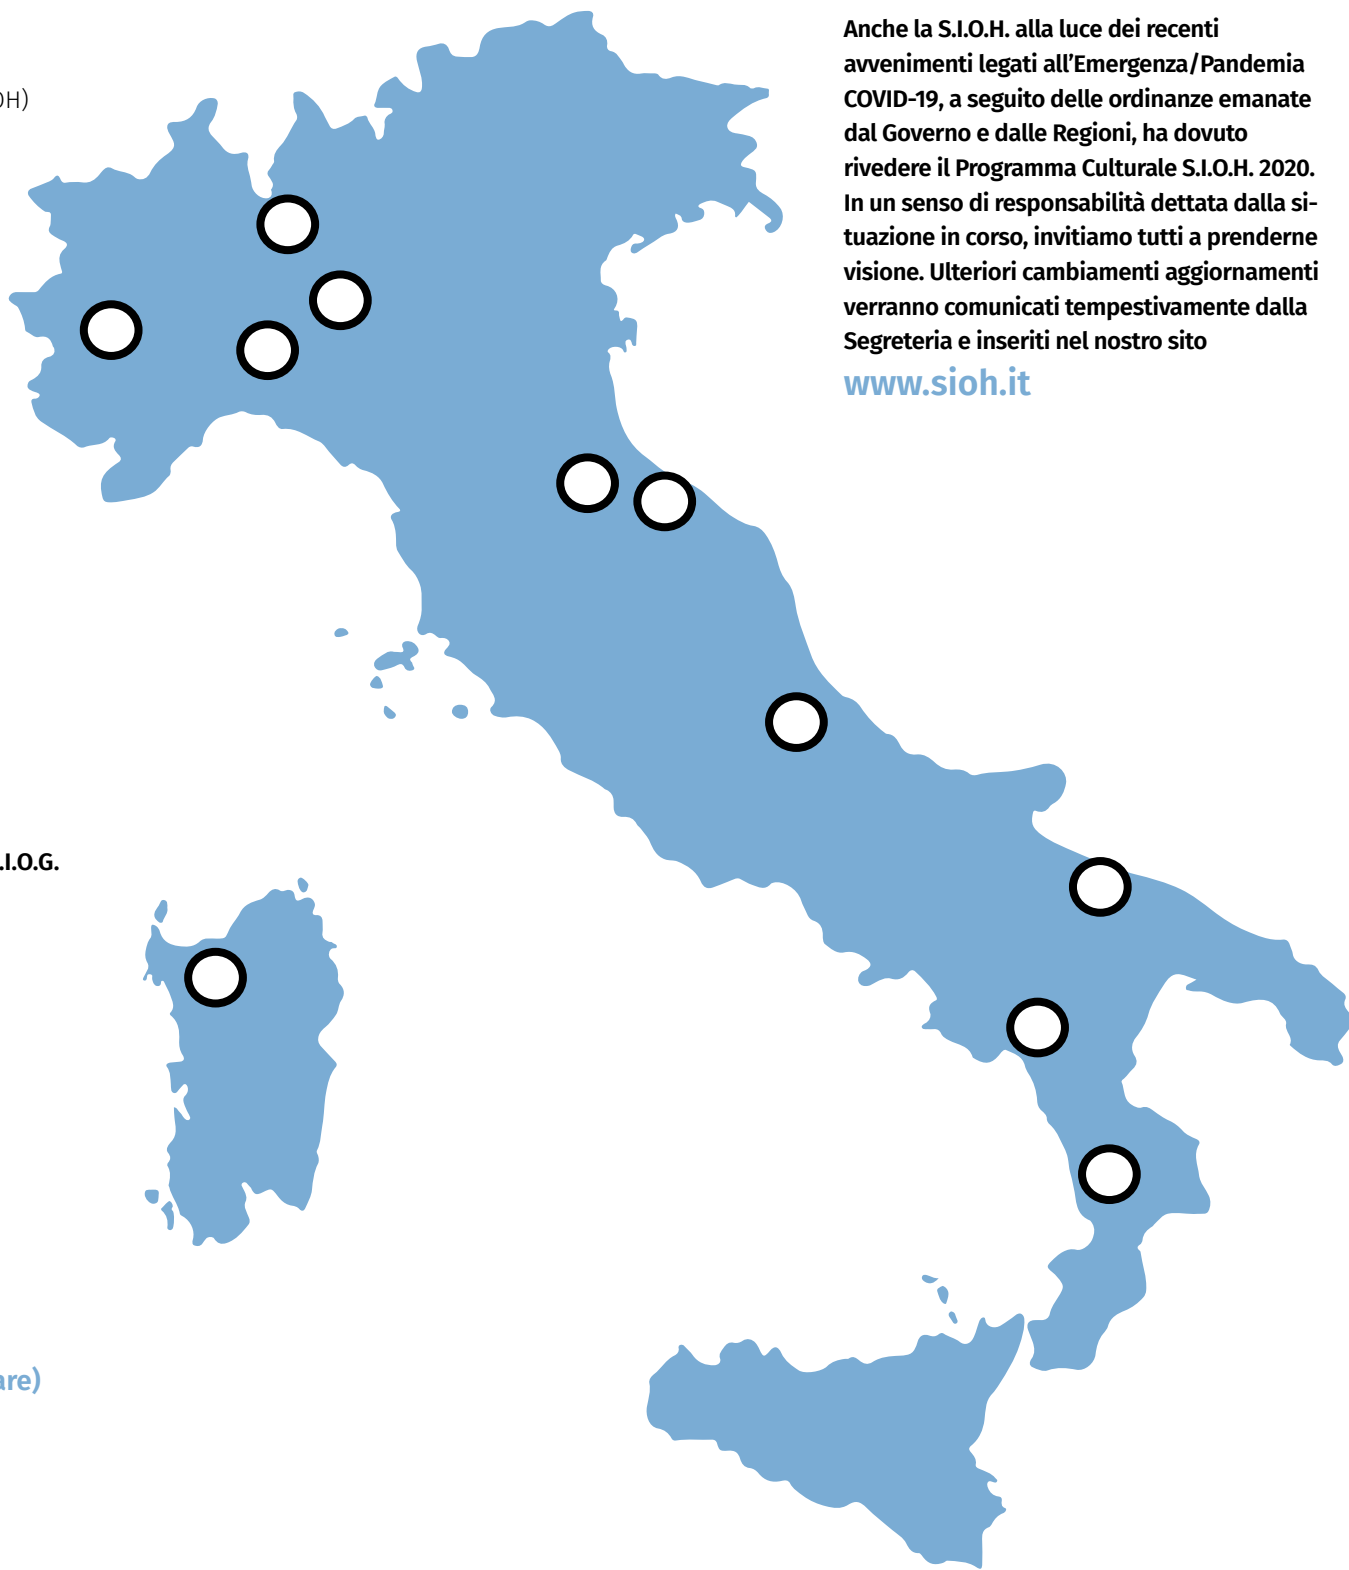 OH)
Anche la S.I.O.H. alla luce dei recenti
avvenimenti legati all'Emergenza/Pandemia
COVID-19, a seguito delle ordinanze emanate
dal Governo e dalle Regioni, ha dovuto
rivedere il Programma Culturale S.I.O.H. 2020.
In un senso di responsabilità dettata dalla si-
tuazione in corso, invitiamo tutti a prenderne
visione. Ulteriori cambiamenti aggiornamenti
verranno comunicati tempestivamente dalla
Segreteria e inseriti nel nostro sito
www.sioh.it
.I.O.G.
are)